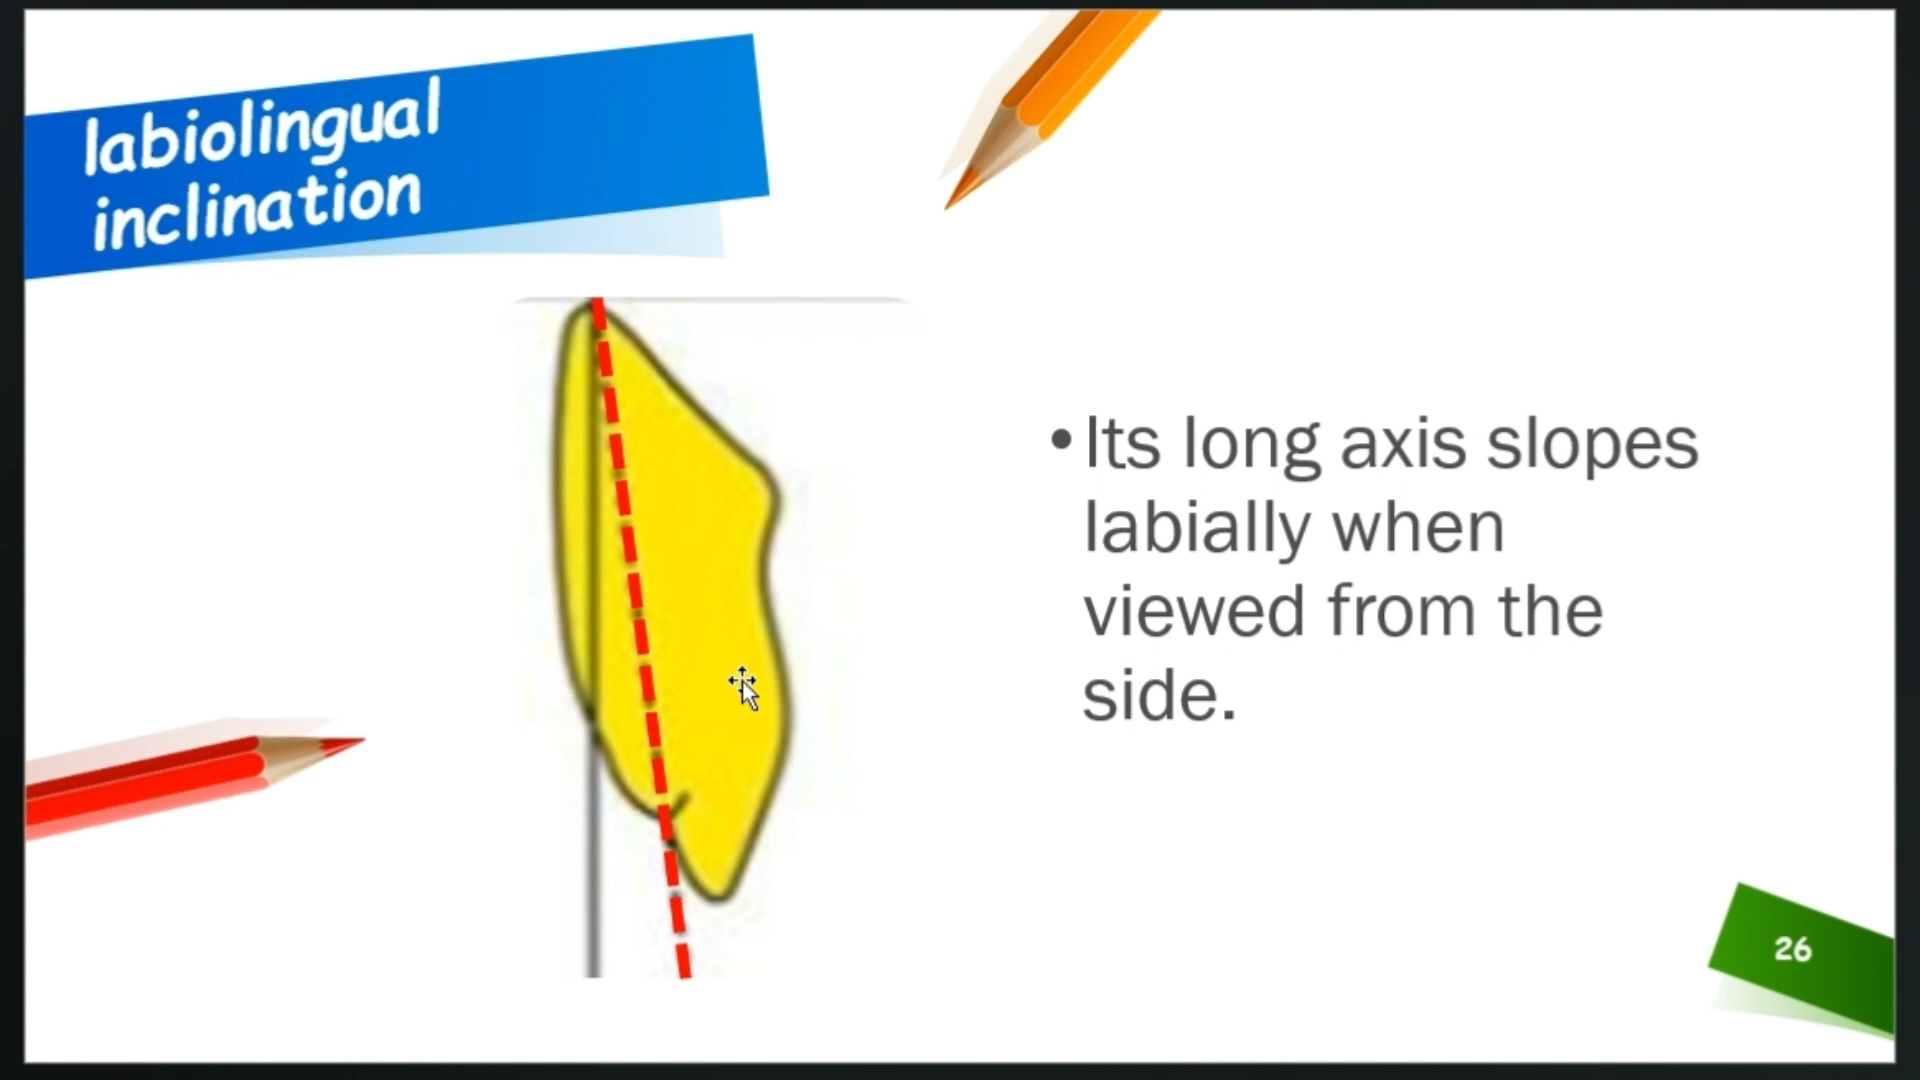 labiolingual
inclination
•Its long axis slopes
labially when
viewed from the
side.
26